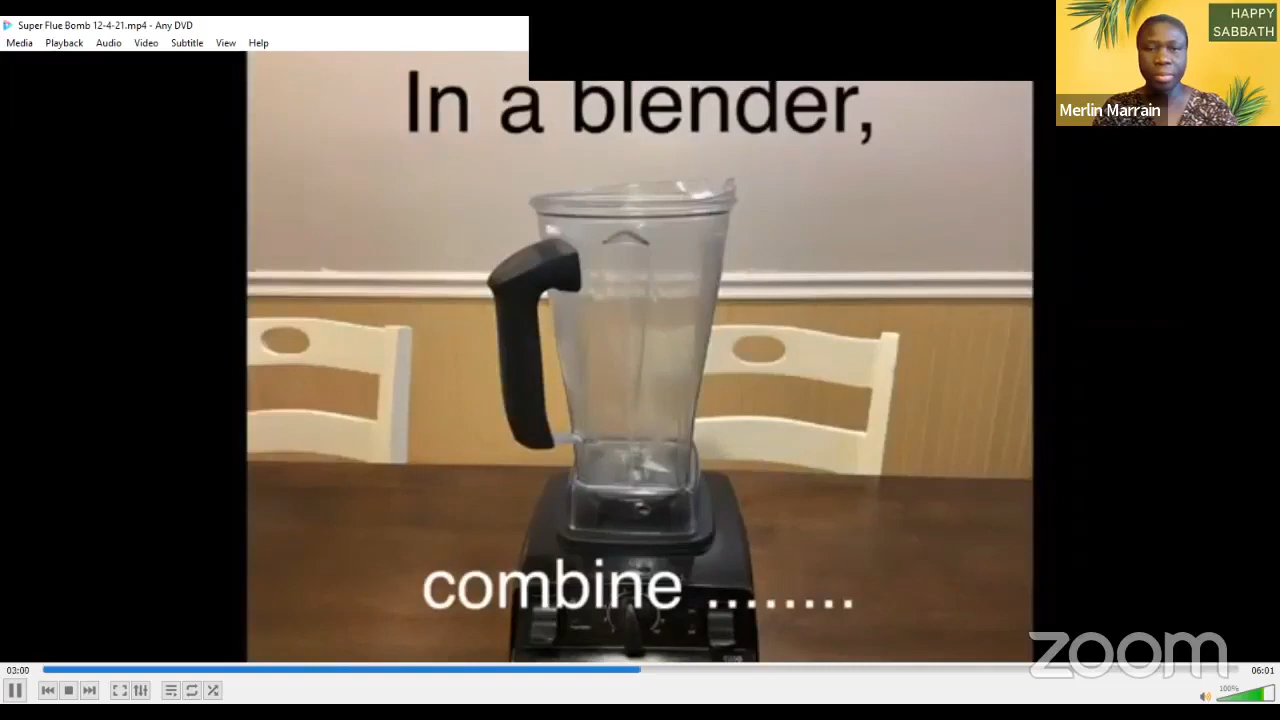 Super Flue Bomb 12-4-21.mp4 - Any DVD
Media Playback Audio Video Subtitle View Help
HAPPY
SABBATH
Merlin Marrain
In a blender,
combine ........
zoom
03:00
06:01
100%